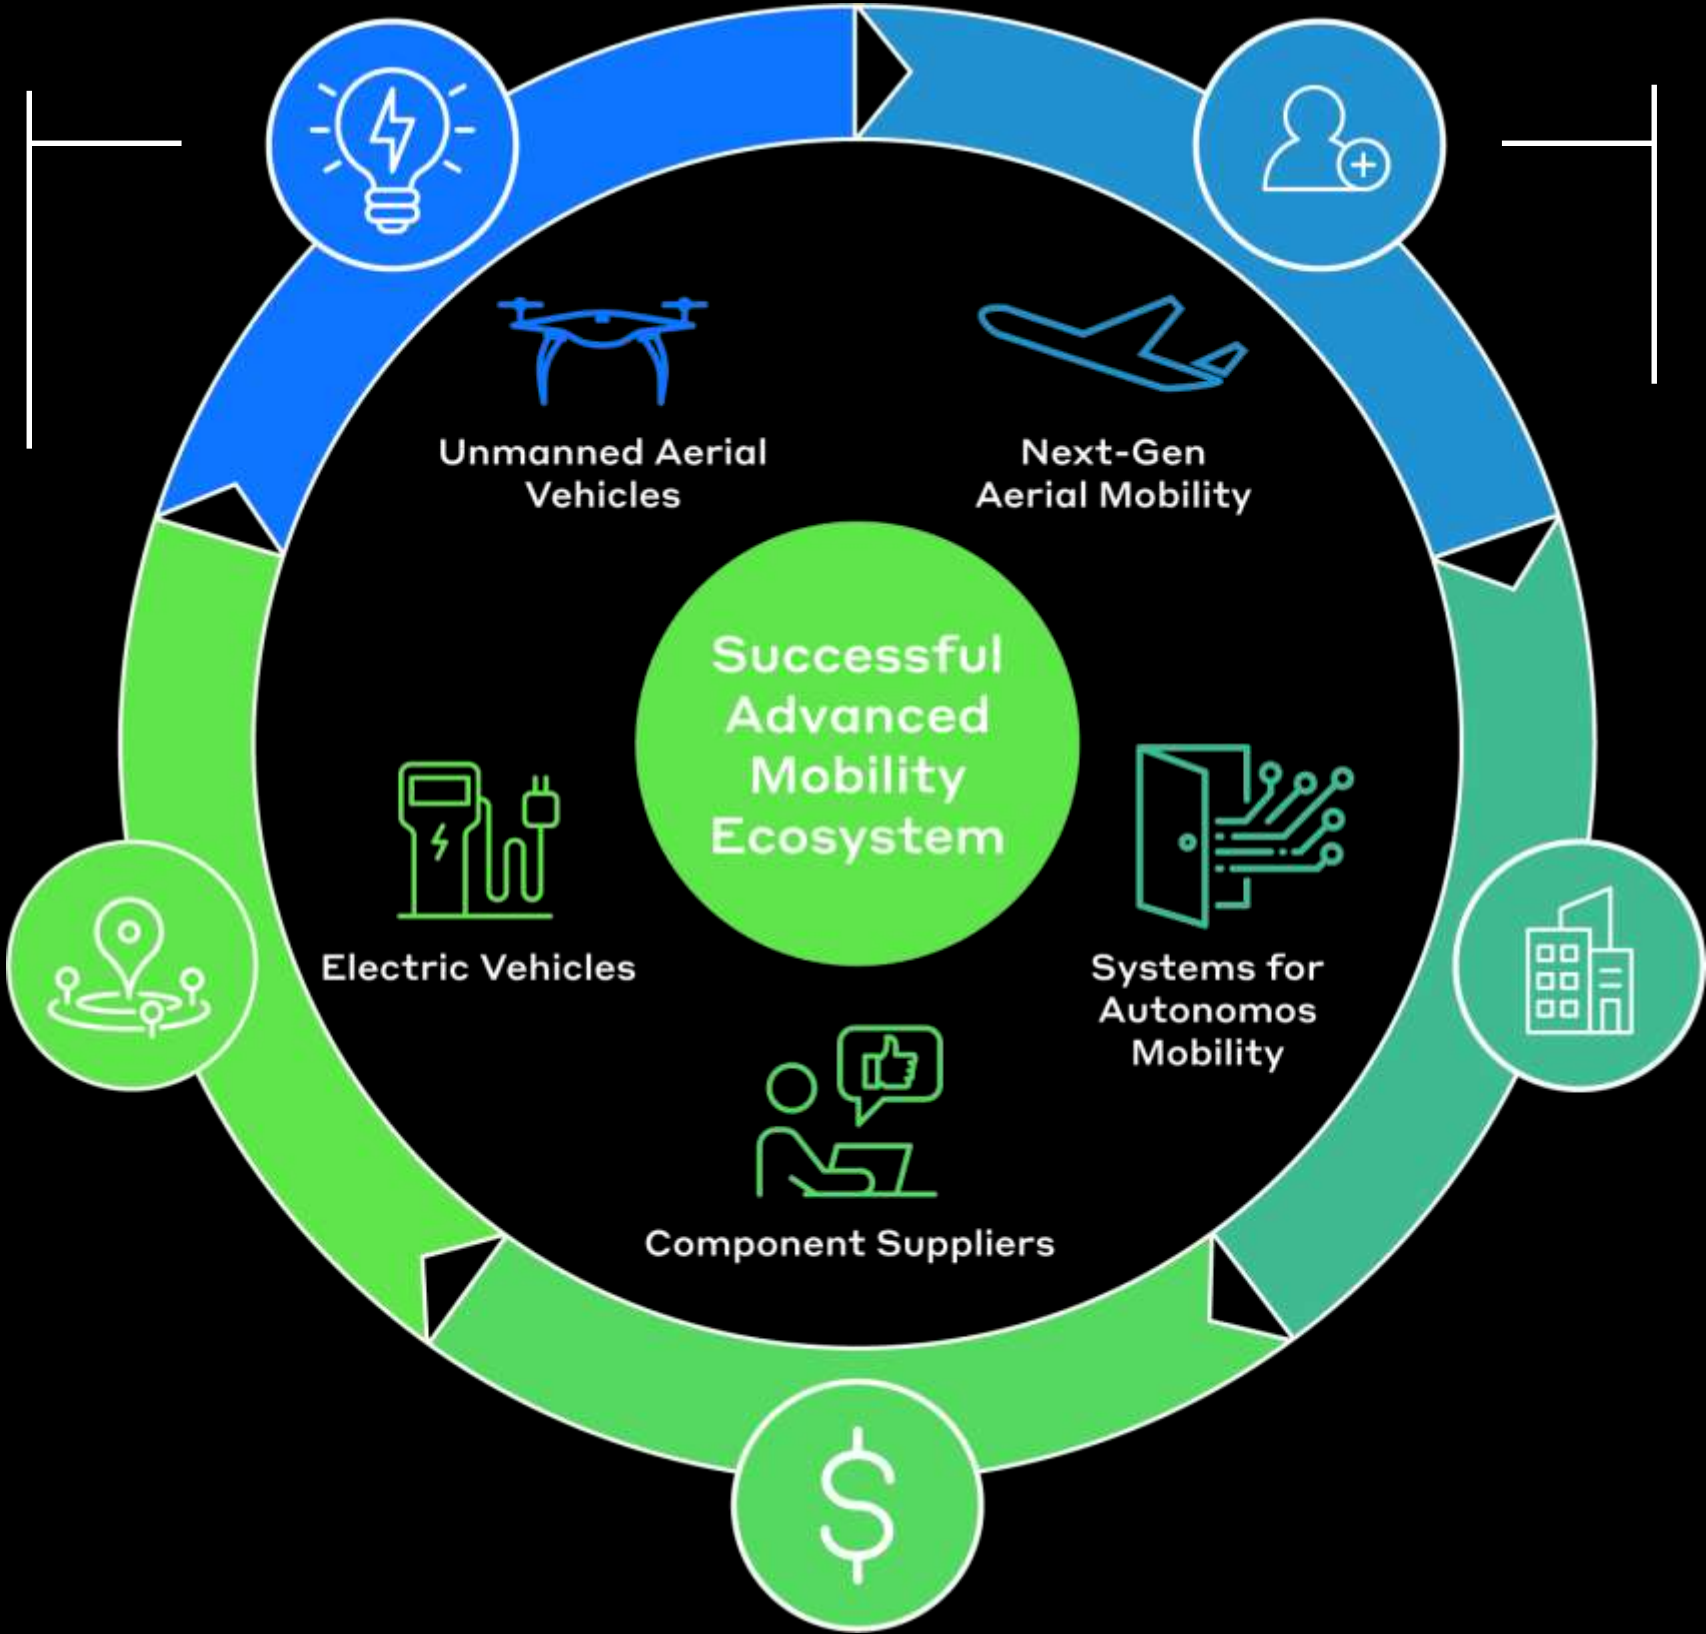 Unmanned Aerial
Vehicles
Next-Gen
Aerial Mobility
Successful
Advanced
Mobility
Ecosystem
Electric Vehicles
Systems for
Autonomos
Mobility
Component Suppliers
$